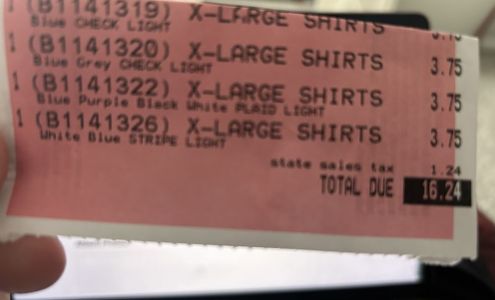 1 (B1141319) X-LARGE SHIRTS 3.75
Blue CHECK LIGHT
1 (B1141320) X-LARGE SHIRTS 3.75
Blue Grey CHECK LIGHT
1 (B1141322) X-LARGE SHIRTS 3.75
Blue Purple Black White PLAID LIGHT
1 (B1141326) X-LARGE SHIRTS 3.75
White Blue STRIPE LIGHT
state sales tax 1.24
TOTAL DUE 16.24